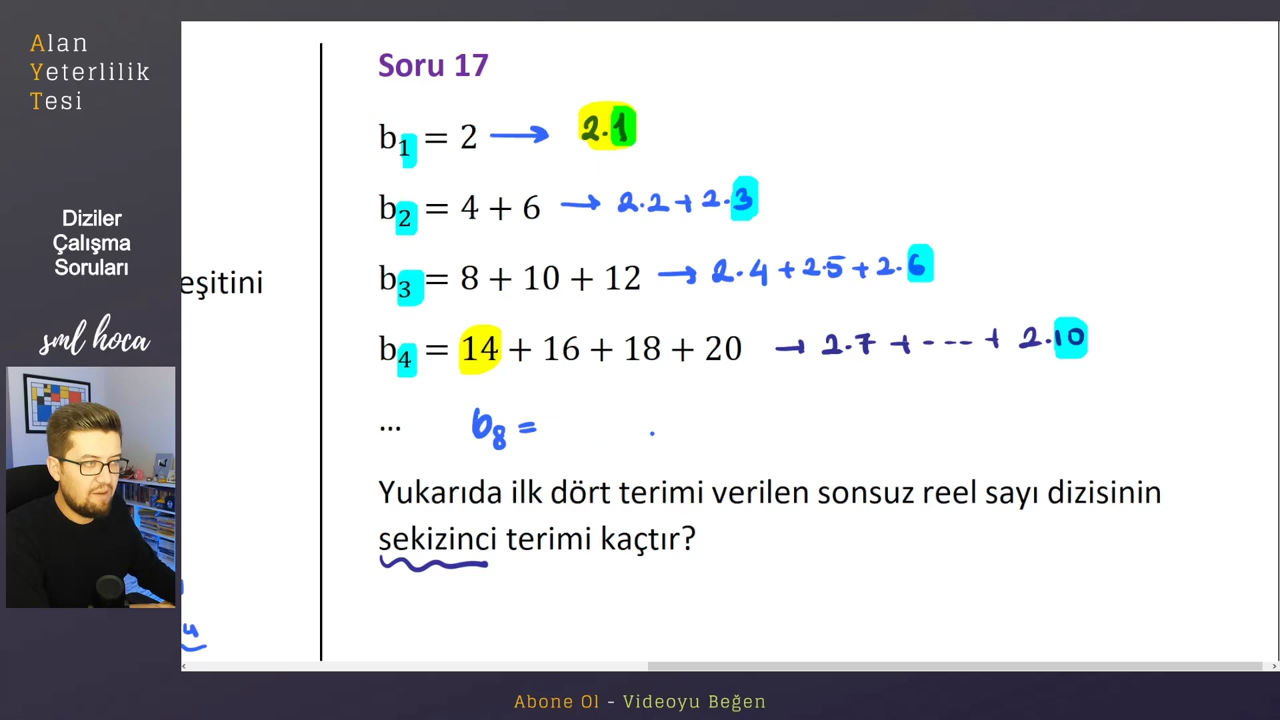 Alan
Yeterlilik
Tesi
Diziler
Çalışma
Soruları
sml hoca
eşitini
4
Soru 17
b1 = 2 → 2.1
b2 = 4 + 6 → 2.2 + 2.3
b3 = 8 + 10 + 12 → 2.4 + 2.5 + 2.6
b4 = 14 + 16 + 18 + 20 → 2.7 + --- + 2.10
... b8 = .
Yukarıda ilk dört terimi verilen sonsuz reel sayı dizisinin
sekizinci terimi kaçtır?
Abone Ol - Videoyu Beğen